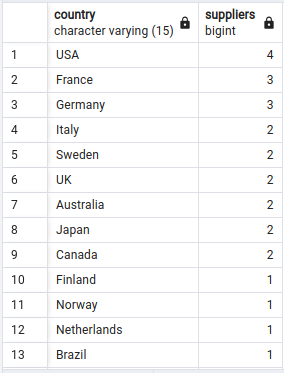 country suppliers
character varying (15) bigint
1 USA 4
2 France 3
3 Germany 3
4 Italy 2
5 Sweden 2
6 UK 2
7 Australia 2
8 Japan 2
9 Canada 2
10 Finland 1
11 Norway 1
12 Netherlands 1
13 Brazil 1